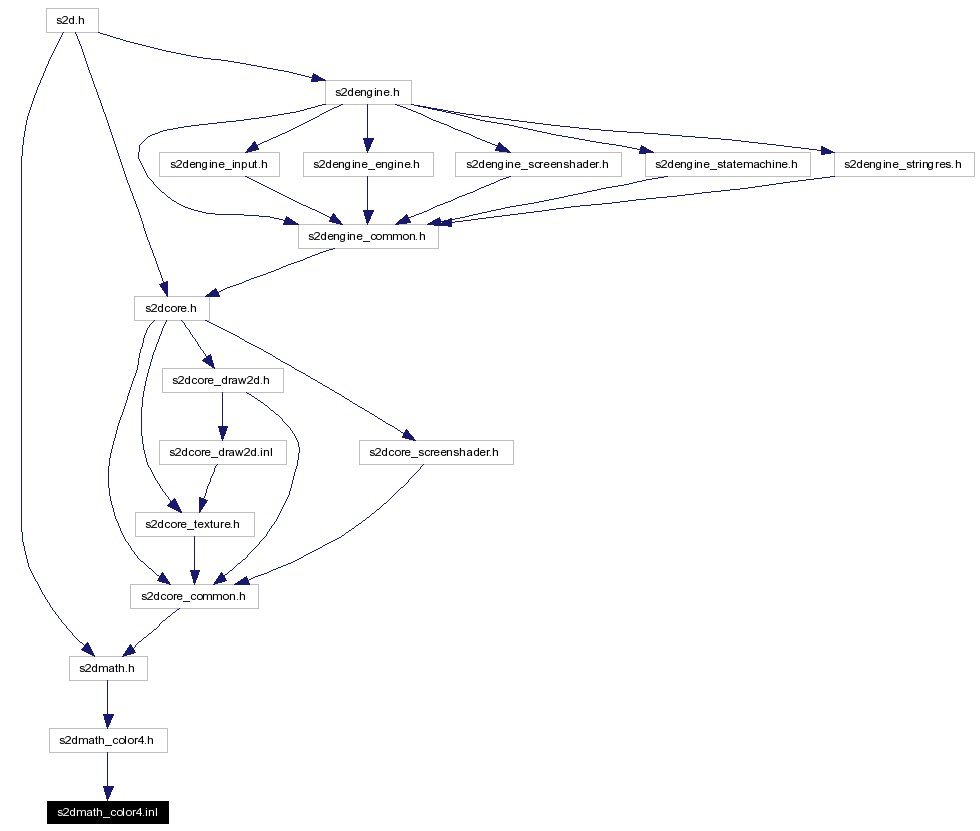 s2d.h
s2dengine.h
s2dengine_input.h
s2dengine_engine.h
s2dengine_screenshader.h
s2dengine_statemachine.h
s2dengine_stringres.h
s2dengine_common.h
s2dcore.h
s2dcore_draw2d.h
s2dcore_draw2d.inl
s2dcore_screenshader.h
s2dcore_texture.h
s2dcore_common.h
s2dmath.h
s2dmath_color4.h
s2dmath_color4.inl